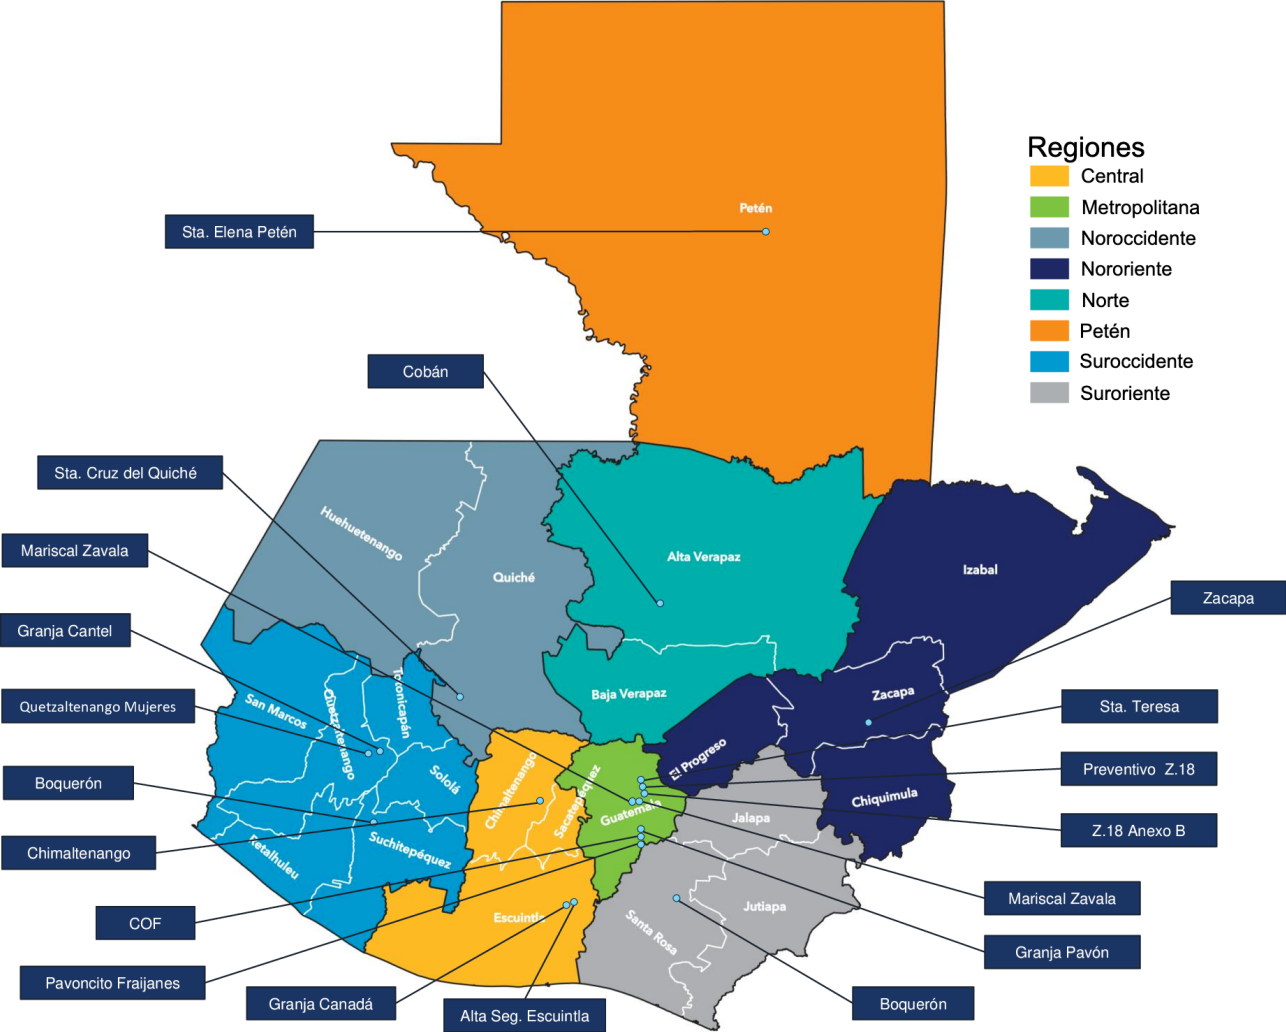 Regiones
Central
Metropolitana
Noroccidente
Nororiente
Norte
Petén
Suroccidente
Suroriente
Petén
Sta. Elena Petén
Cobán
Sta. Cruz del Quiché
Mariscal Zavala
Granja Cantel
Quetzaltenango Mujeres
Boquerón
Chimaltenango
COF
Pavoncito Fraijanes
Granja Canadá
Alta Seg. Escuintla
Boquerón
Granja Pavón
Mariscal Zavala
Z.18 Anexo B
Preventivo Z.18
Sta. Teresa
Zacapa
Huehuetenango
Quiché
Alta Verapaz
Izabal
Baja Verapaz
Zacapa
San Marcos
Quetzaltenango
Totonicapán
Sololá
Chimaltenango
Sacatepéquez
Guatemala
El Progreso
Chiquimula
Jalapa
Retalhuleu
Suchitepéquez
Escuintla
Santa Rosa
Jutiapa